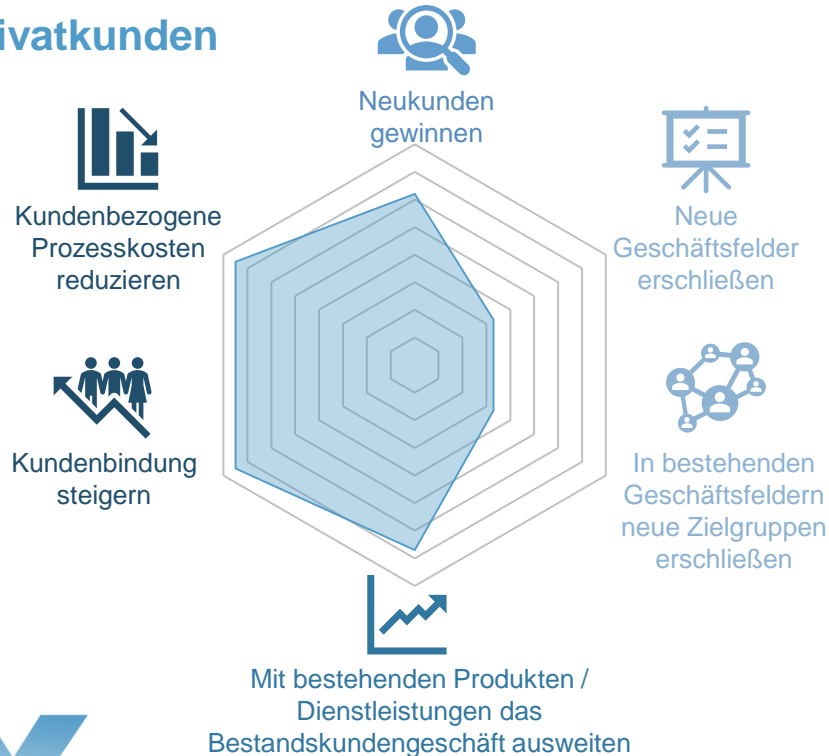 ivatkunden
Neukunden
gewinnen
Kundenbezogene
Prozesskosten
reduzieren
Neue
Geschäftsfelder
erschließen
Kundenbindung
steigern
In bestehenden
Geschäftsfeldern
neue Zielgruppen
erschließen
Mit bestehenden Produkten /
Dienstleistungen das
Bestandskundengeschäft ausweiten